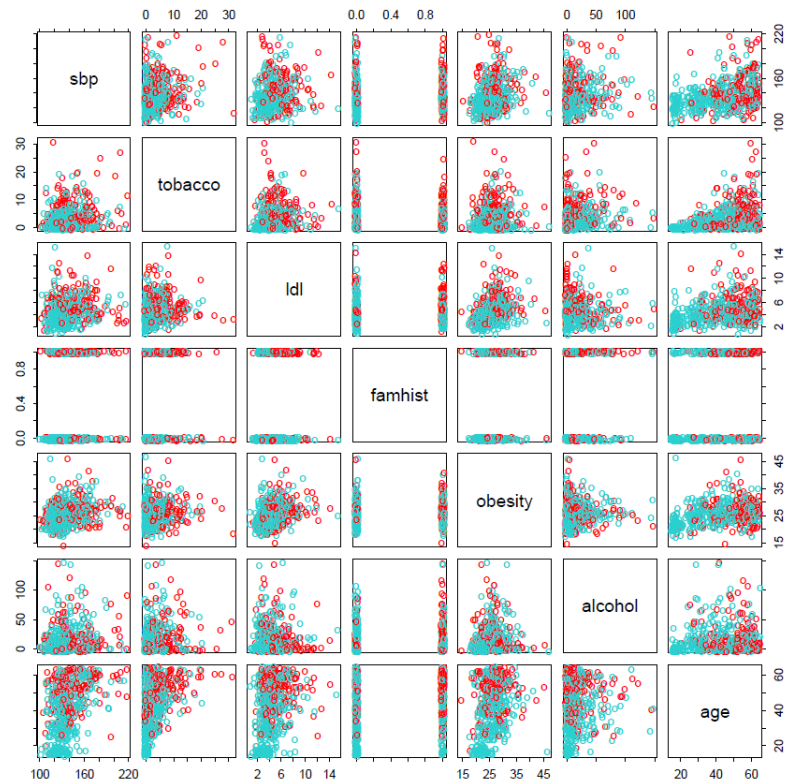 0 10 20 30 0.0 0.4 0.8 0 50 100
sbp 100 140 180 220
0 10 20 30 tobacco
ldl 2 6 10 14
0.0 0.4 0.8 famhist
obesity 15 25 35 45
0 50 100 alcohol
age 20 40 60
100 160 220 2 6 10 14 15 25 35 45 20 40 60